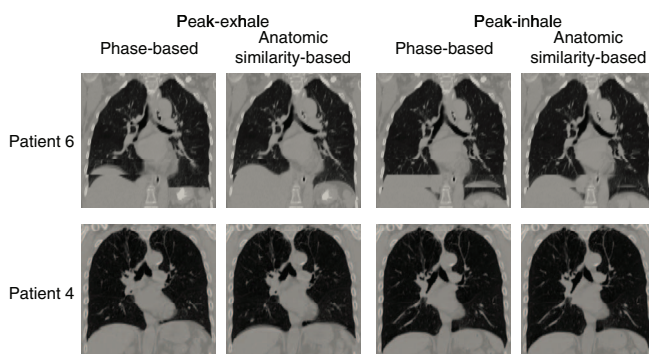 Peak-exhale Peak-inhale
Phase-based Anatomic similarity-based Phase-based Anatomic similarity-based
Patient 6
Patient 4